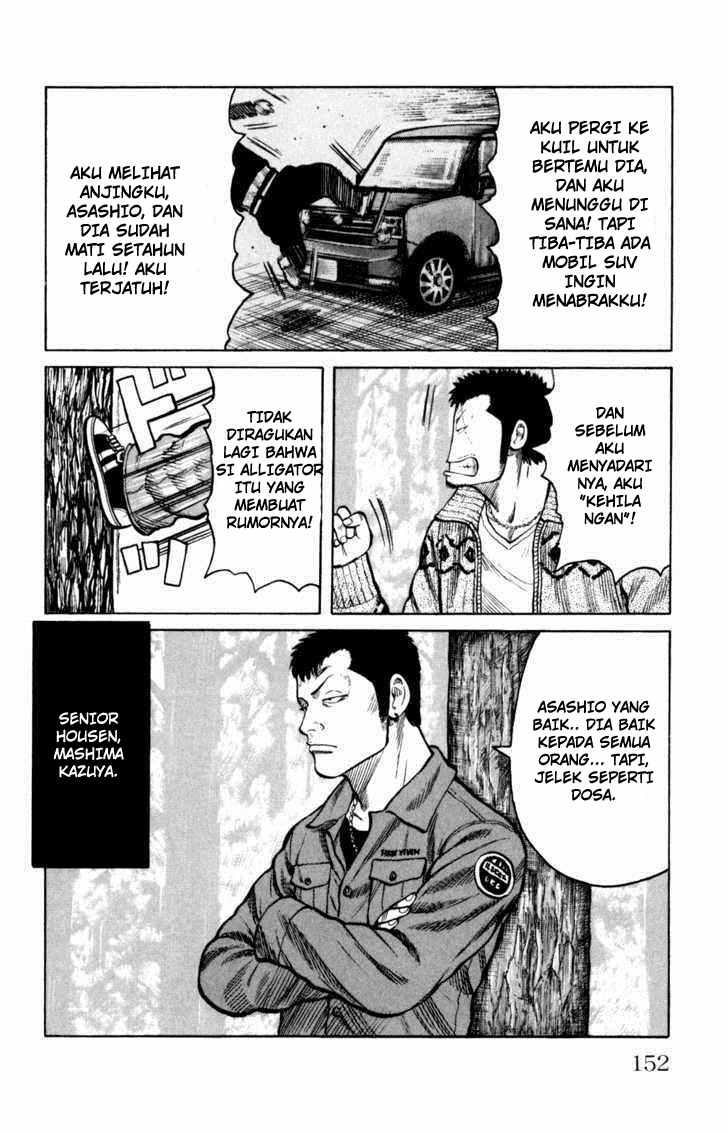 AKU PERGI KE
KUIL UNTUK
BERTEMU DIA,
DAN AKU
MENUNGGU DI
SANA! TAPI
TIBA-TIBA ADA
MOBIL SUV
INGIN
MENABRAKKU!
AKU MELIHAT
ANJINGKU,
ASASHIO, DAN
DIA SUDAH
MATI SETAHUN
LALU! AKU
TERJATUH!
DAN
SEBELUM
AKU
MENYADARI
NYA, AKU
"KEHILA
NGAN"!
TIDAK
DIRAGUKAN
LAGI BAHWA
SI ALLIGATOR
ITU YANG
MEMBUAT
RUMORNYA!
ASASHIO YANG
BAIK.. DIA BAIK
KEPADA SEMUA
ORANG... TAPI,
JELEK SEPERTI
DOSA.
SENIOR
HOUSEN,
MASHIMA
KAZUYA.
152